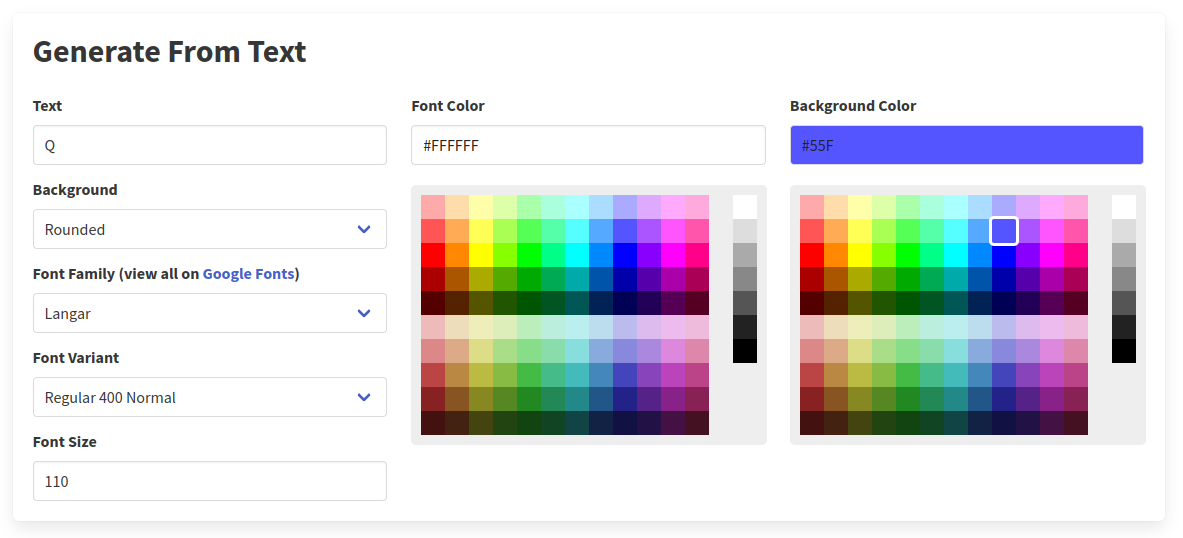 Generate From Text
Text
Q
Background
Rounded
Font Family (view all on Google Fonts)
Langar
Font Variant
Regular 400 Normal
Font Size
110
Font Color
#FFFFFF
Background Color
#55F